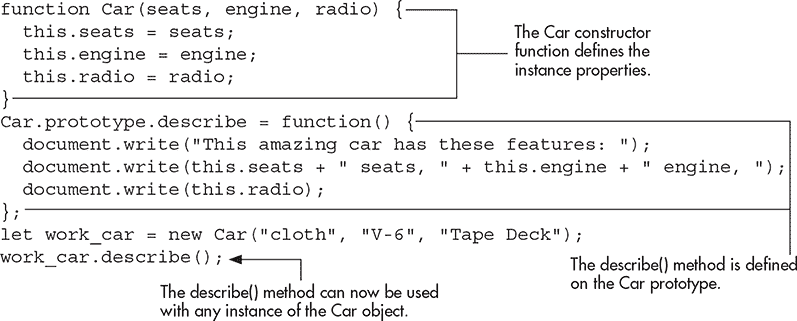 function Car(seats, engine, radio) {
  this.seats = seats;
  this.engine = engine;
  this.radio = radio;
}
The Car constructor
function defines the
instance properties.
Car.prototype.describe = function() {
  document.write("This amazing car has these features: ");
  document.write(this.seats + " seats, " + this.engine + " engine, ");
  document.write(this.radio);
};
let work_car = new Car("cloth", "V-6", "Tape Deck");
work_car.describe();
The describe() method is defined
on the Car prototype.
The describe() method can now be used
with any instance of the Car object.